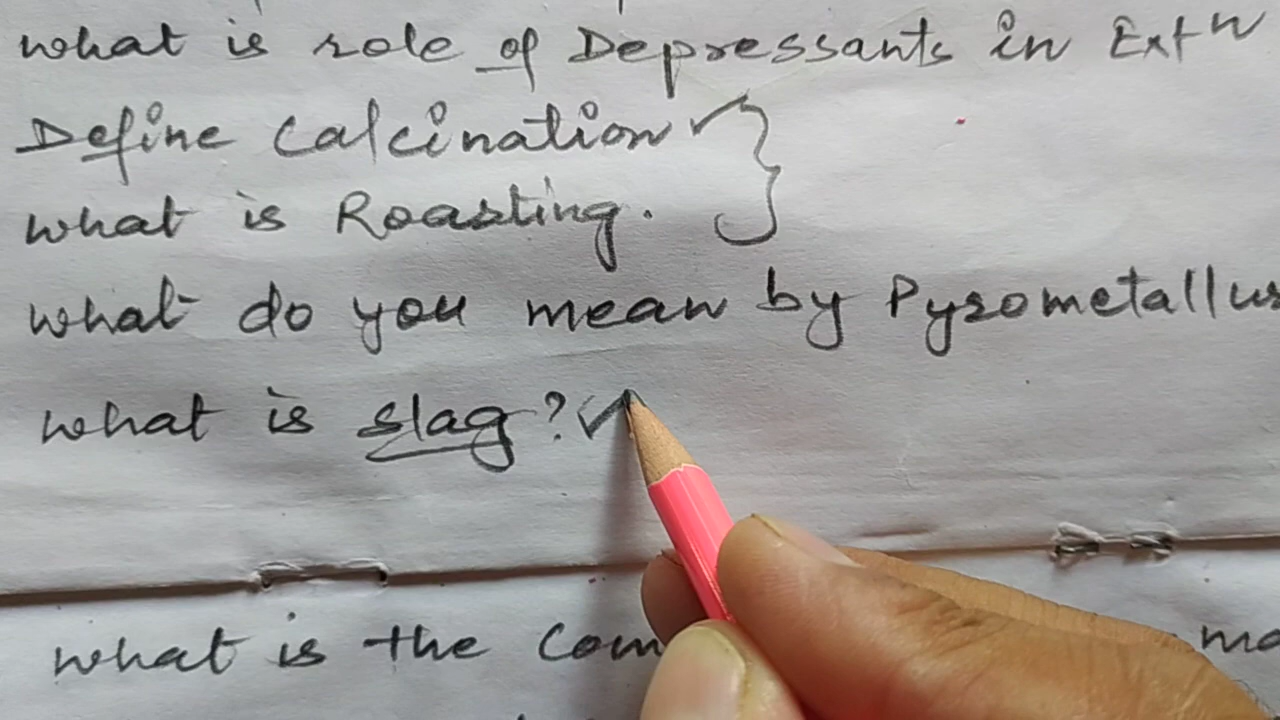 what is role of Depressants in Extn
Define Calcination
what is Roasting.
what do you mean by Pyrometallur
what is slag?
what is the Com